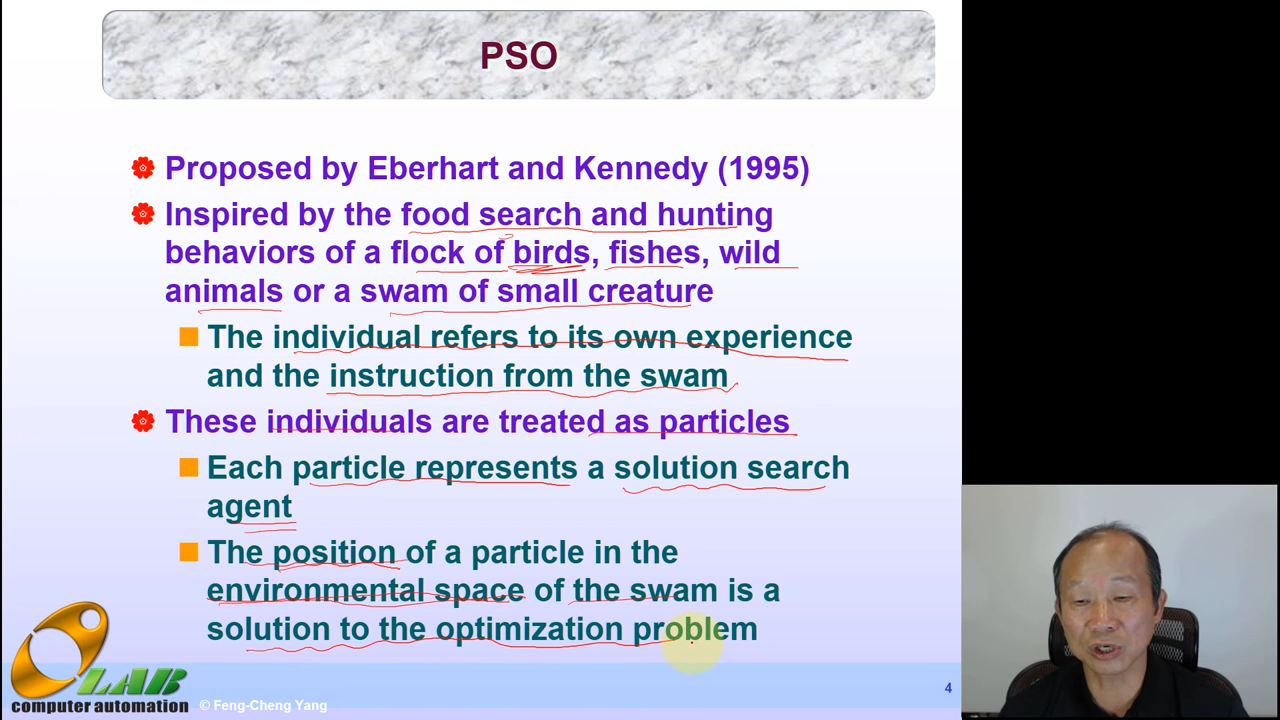 PSO
Proposed by Eberhart and Kennedy (1995)
Inspired by the food search and hunting
behaviors of a flock of birds, fishes, wild
animals or a swam of small creature
The individual refers to its own experience
and the instruction from the swam
These individuals are treated as particles
Each particle represents a solution search
agent
The position of a particle in the
environmental space of the swam is a
solution to the optimization problem
LAB
computer automation
© Feng-Cheng Yang
4